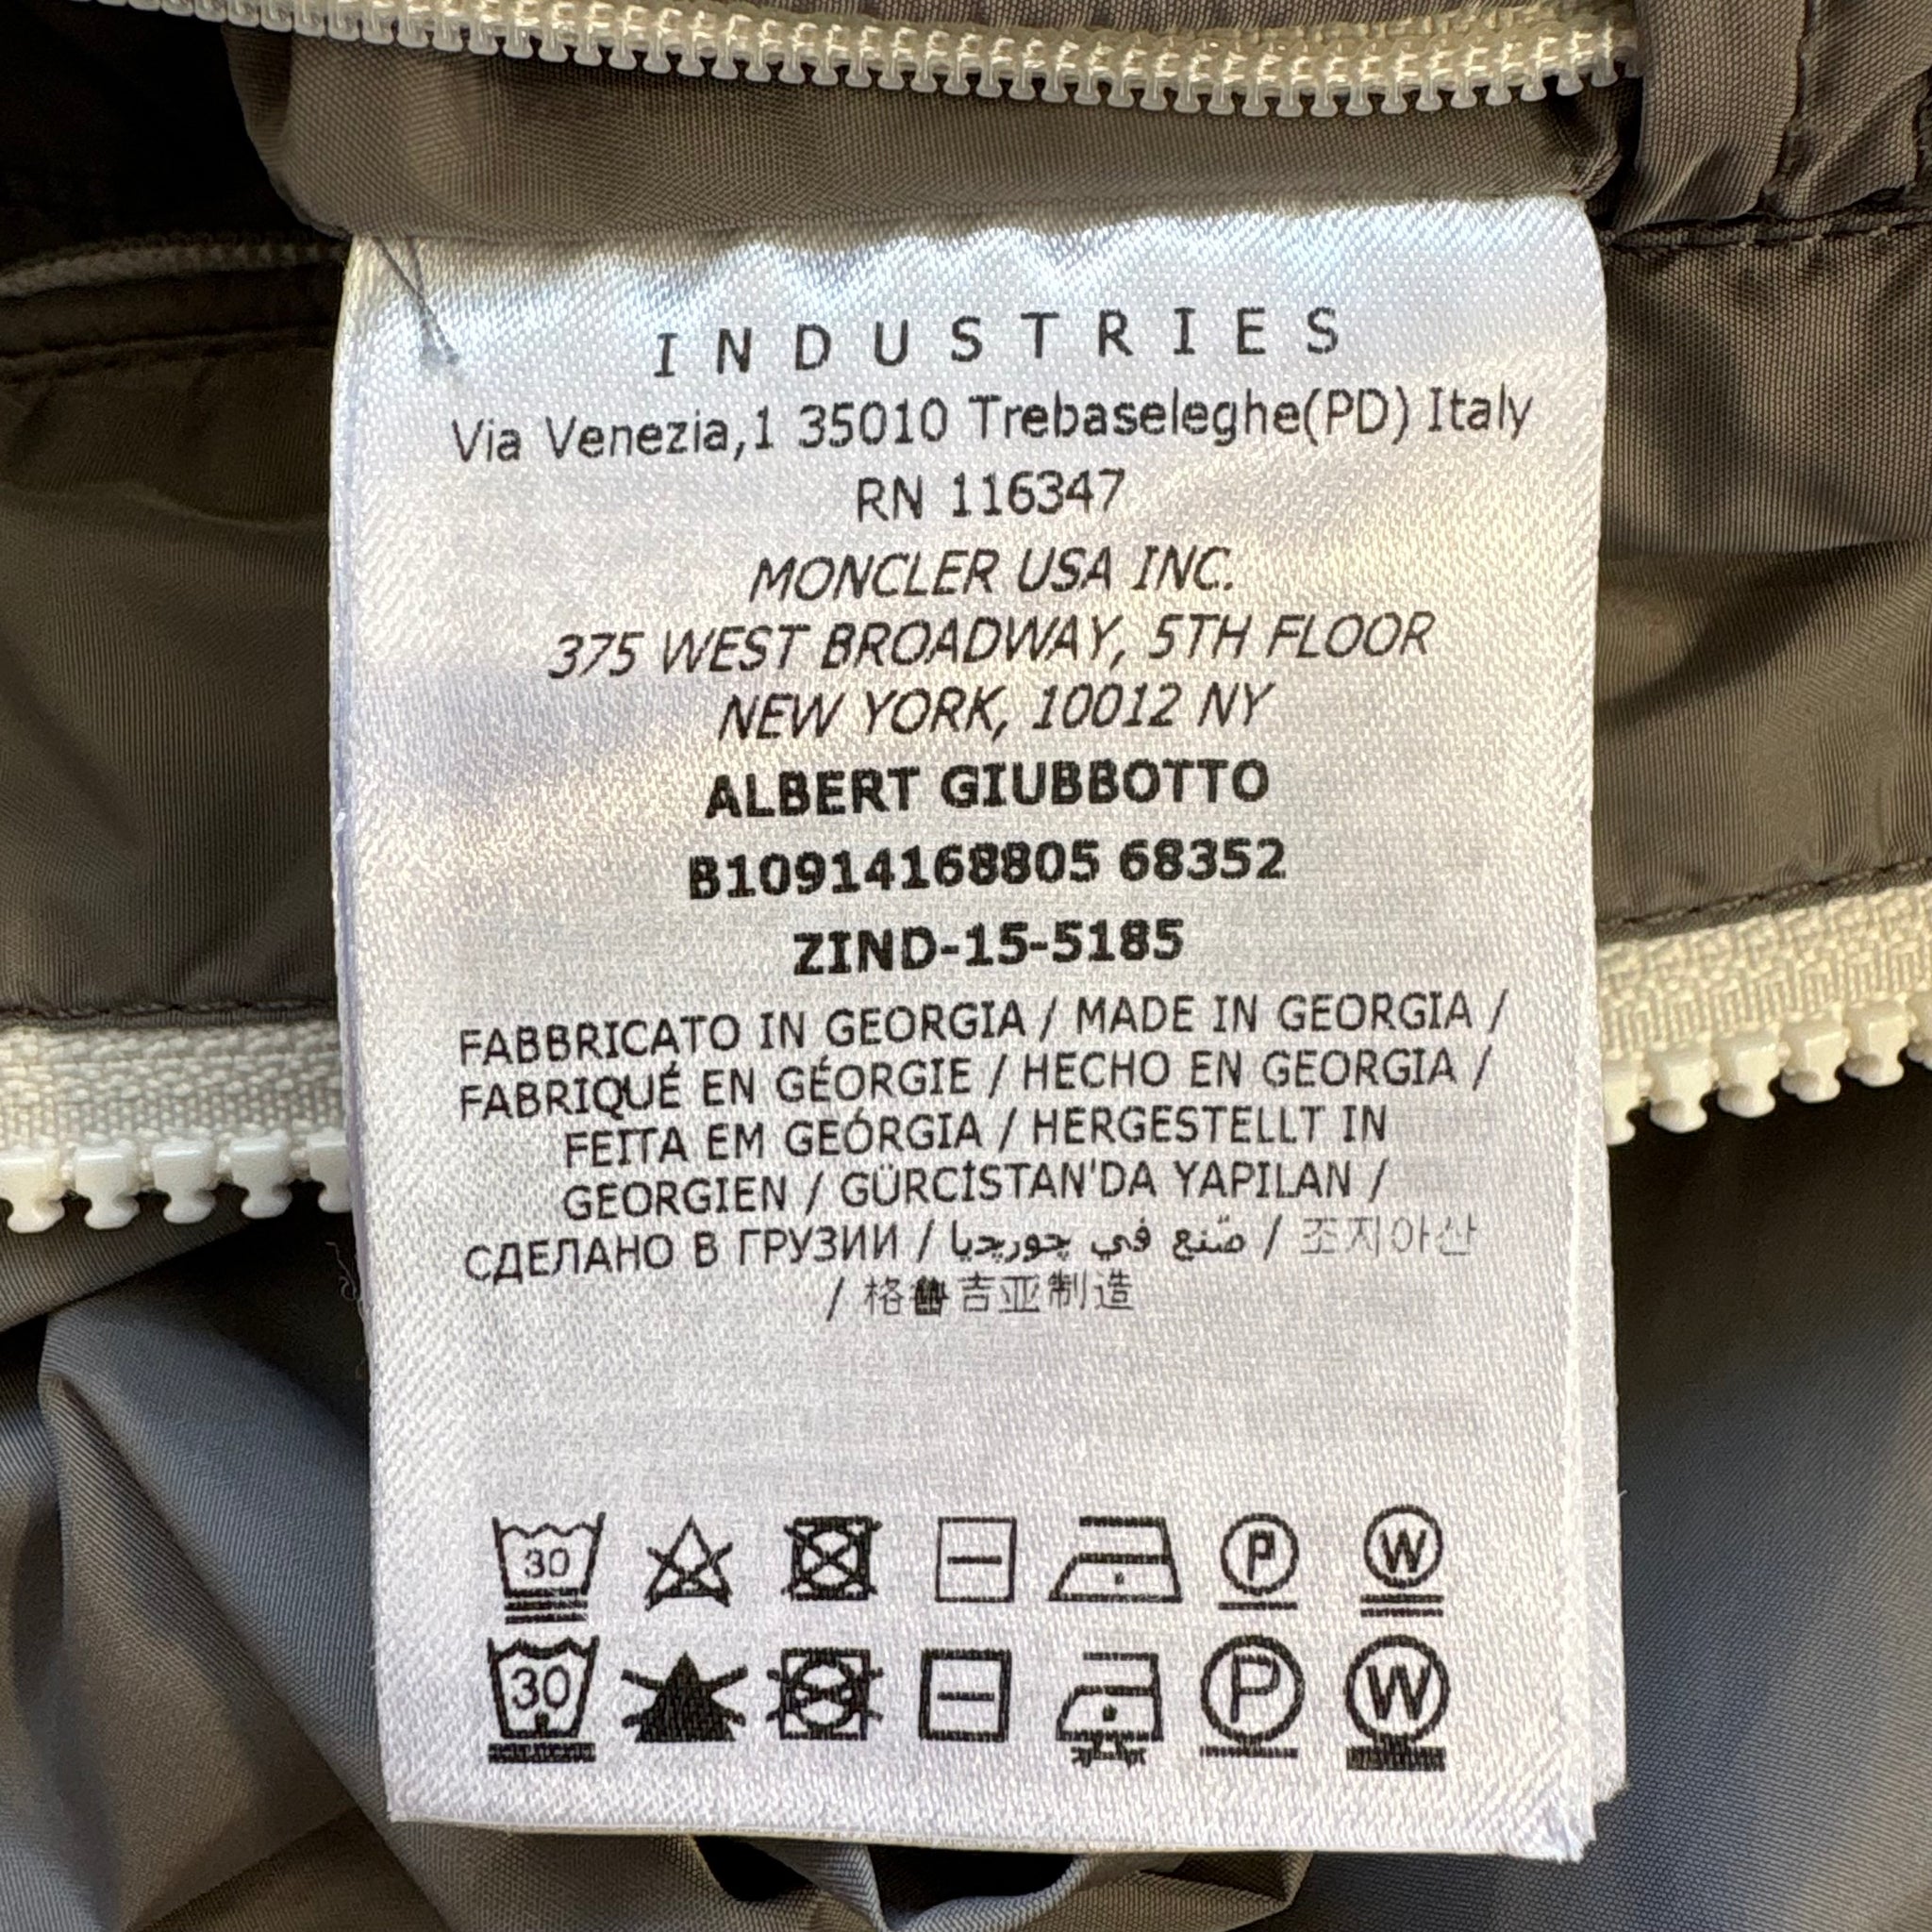 INDUSTRIES
Via Venezia,1 35010 Trebaseleghe(PD) Italy
RN 116347
MONCLER USA INC.
375 WEST BROADWAY, 5TH FLOOR
NEW YORK, 10012 NY
ALBERT GIUBBOTTO
B10914168805 68352
ZIND-15-5185
FABBRICATO IN GEORGIA / MADE IN GEORGIA /
FABRIQUÉ EN GÉORGIE / HECHO EN GEORGIA /
FEITA EM GEÓRGIA / HERGESTELLT IN
GEORGIEN / GÜRCİSTAN'DA YAPILAN /
СДЕЛАНО В ГРУЗИИ / صُنع في جورجيا / 조지아산
/ 格鲁吉亚制造
30 P W
30 P W